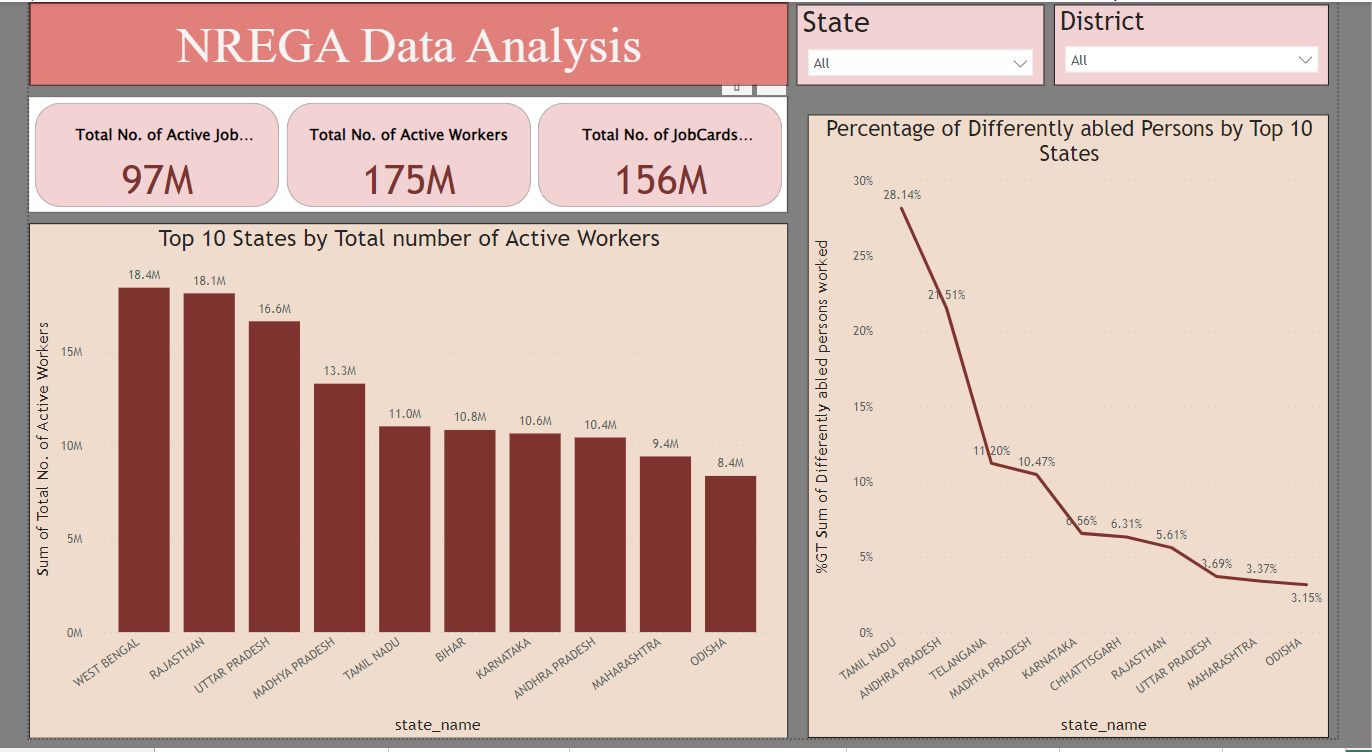 NREGA Data Analysis
State
All
District
All
Total No. of Active Job...
97M
Total No. of Active Workers
175M
Total No. of JobCards...
156M
Top 10 States by Total number of Active Workers
Sum of Total No. of Active Workers
15M
10M
5M
0M
18.4M
18.1M
16.6M
13.3M
11.0M
10.8M
10.6M
10.4M
9.4M
8.4M
WEST BENGAL
RAJASTHAN
UTTAR PRADESH
MADHYA PRADESH
TAMIL NADU
BIHAR
KARNATAKA
ANDHRA PRADESH
MAHARASHTRA
ODISHA
state_name
Percentage of Differently abled Persons by Top 10
States
%GT Sum of Differently abled persons worked
30%
25%
20%
15%
10%
5%
0%
28.14%
21.51%
11.20%
10.47%
6.56%
6.31%
5.61%
3.69%
3.37%
3.15%
TAMIL NADU
ANDHRA PRADESH
TELANGANA
MADHYA PRADESH
KARNATAKA
CHHATTISGARH
RAJASTHAN
UTTAR PRADESH
MAHARASHTRA
ODISHA
state_name